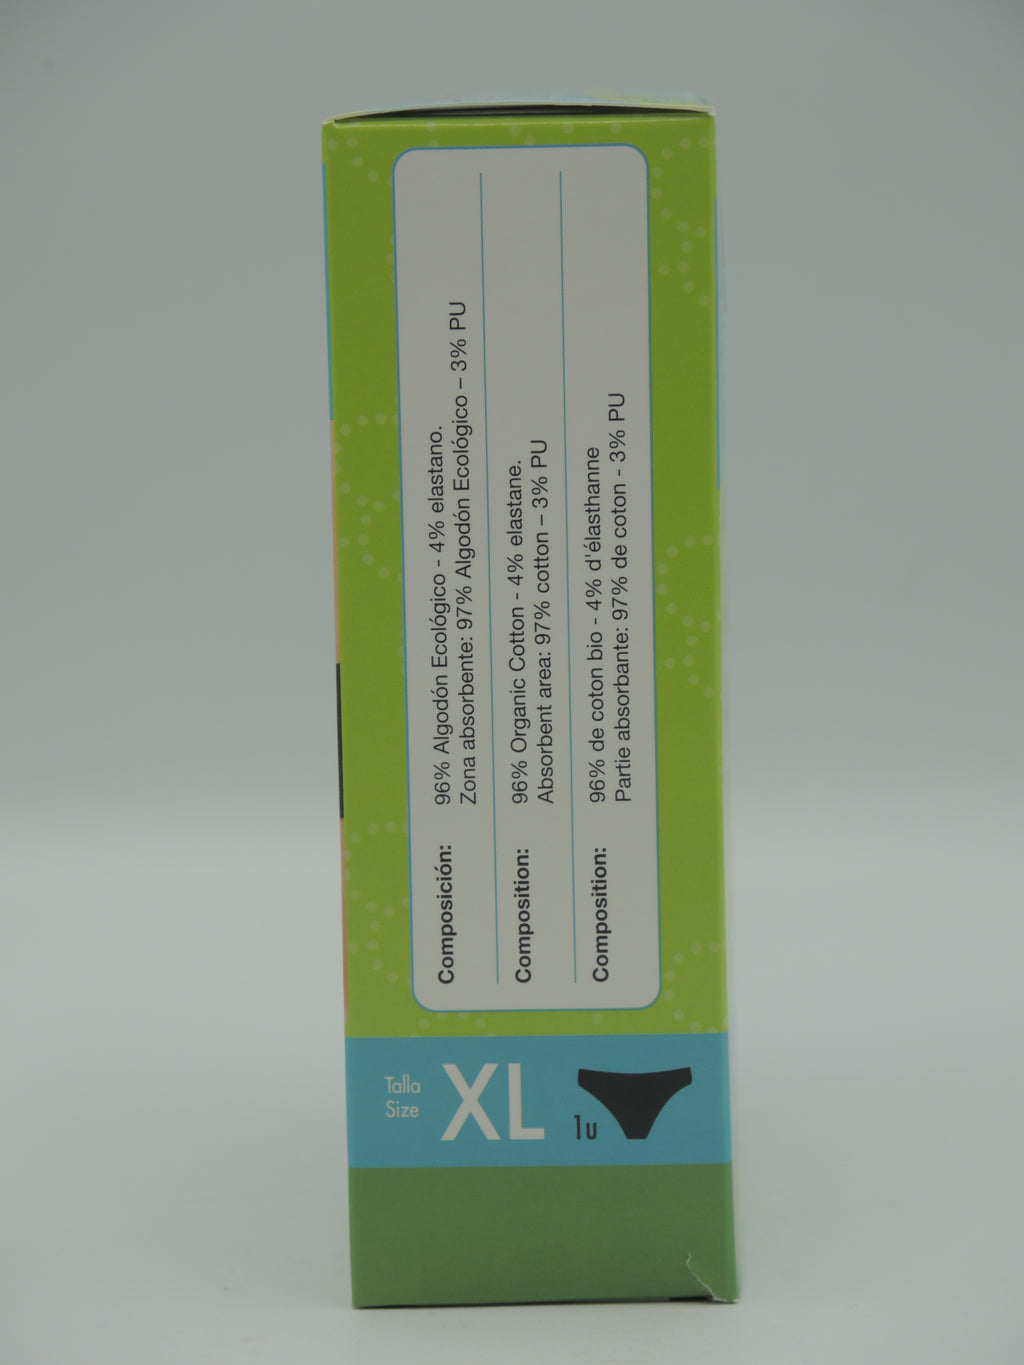 Composición:
96% Algodón Ecológico - 4% elastano.
Zona absorbente: 97% Algodón Ecológico – 3% PU
Composition:
96% Organic Cotton - 4% elastane.
Absorbent area: 97% cotton – 3% PU
Composition:
96% de coton bio - 4% d'élasthanne
Partie absorbante: 97% de coton - 3% PU
Talla
Size
XL
1u